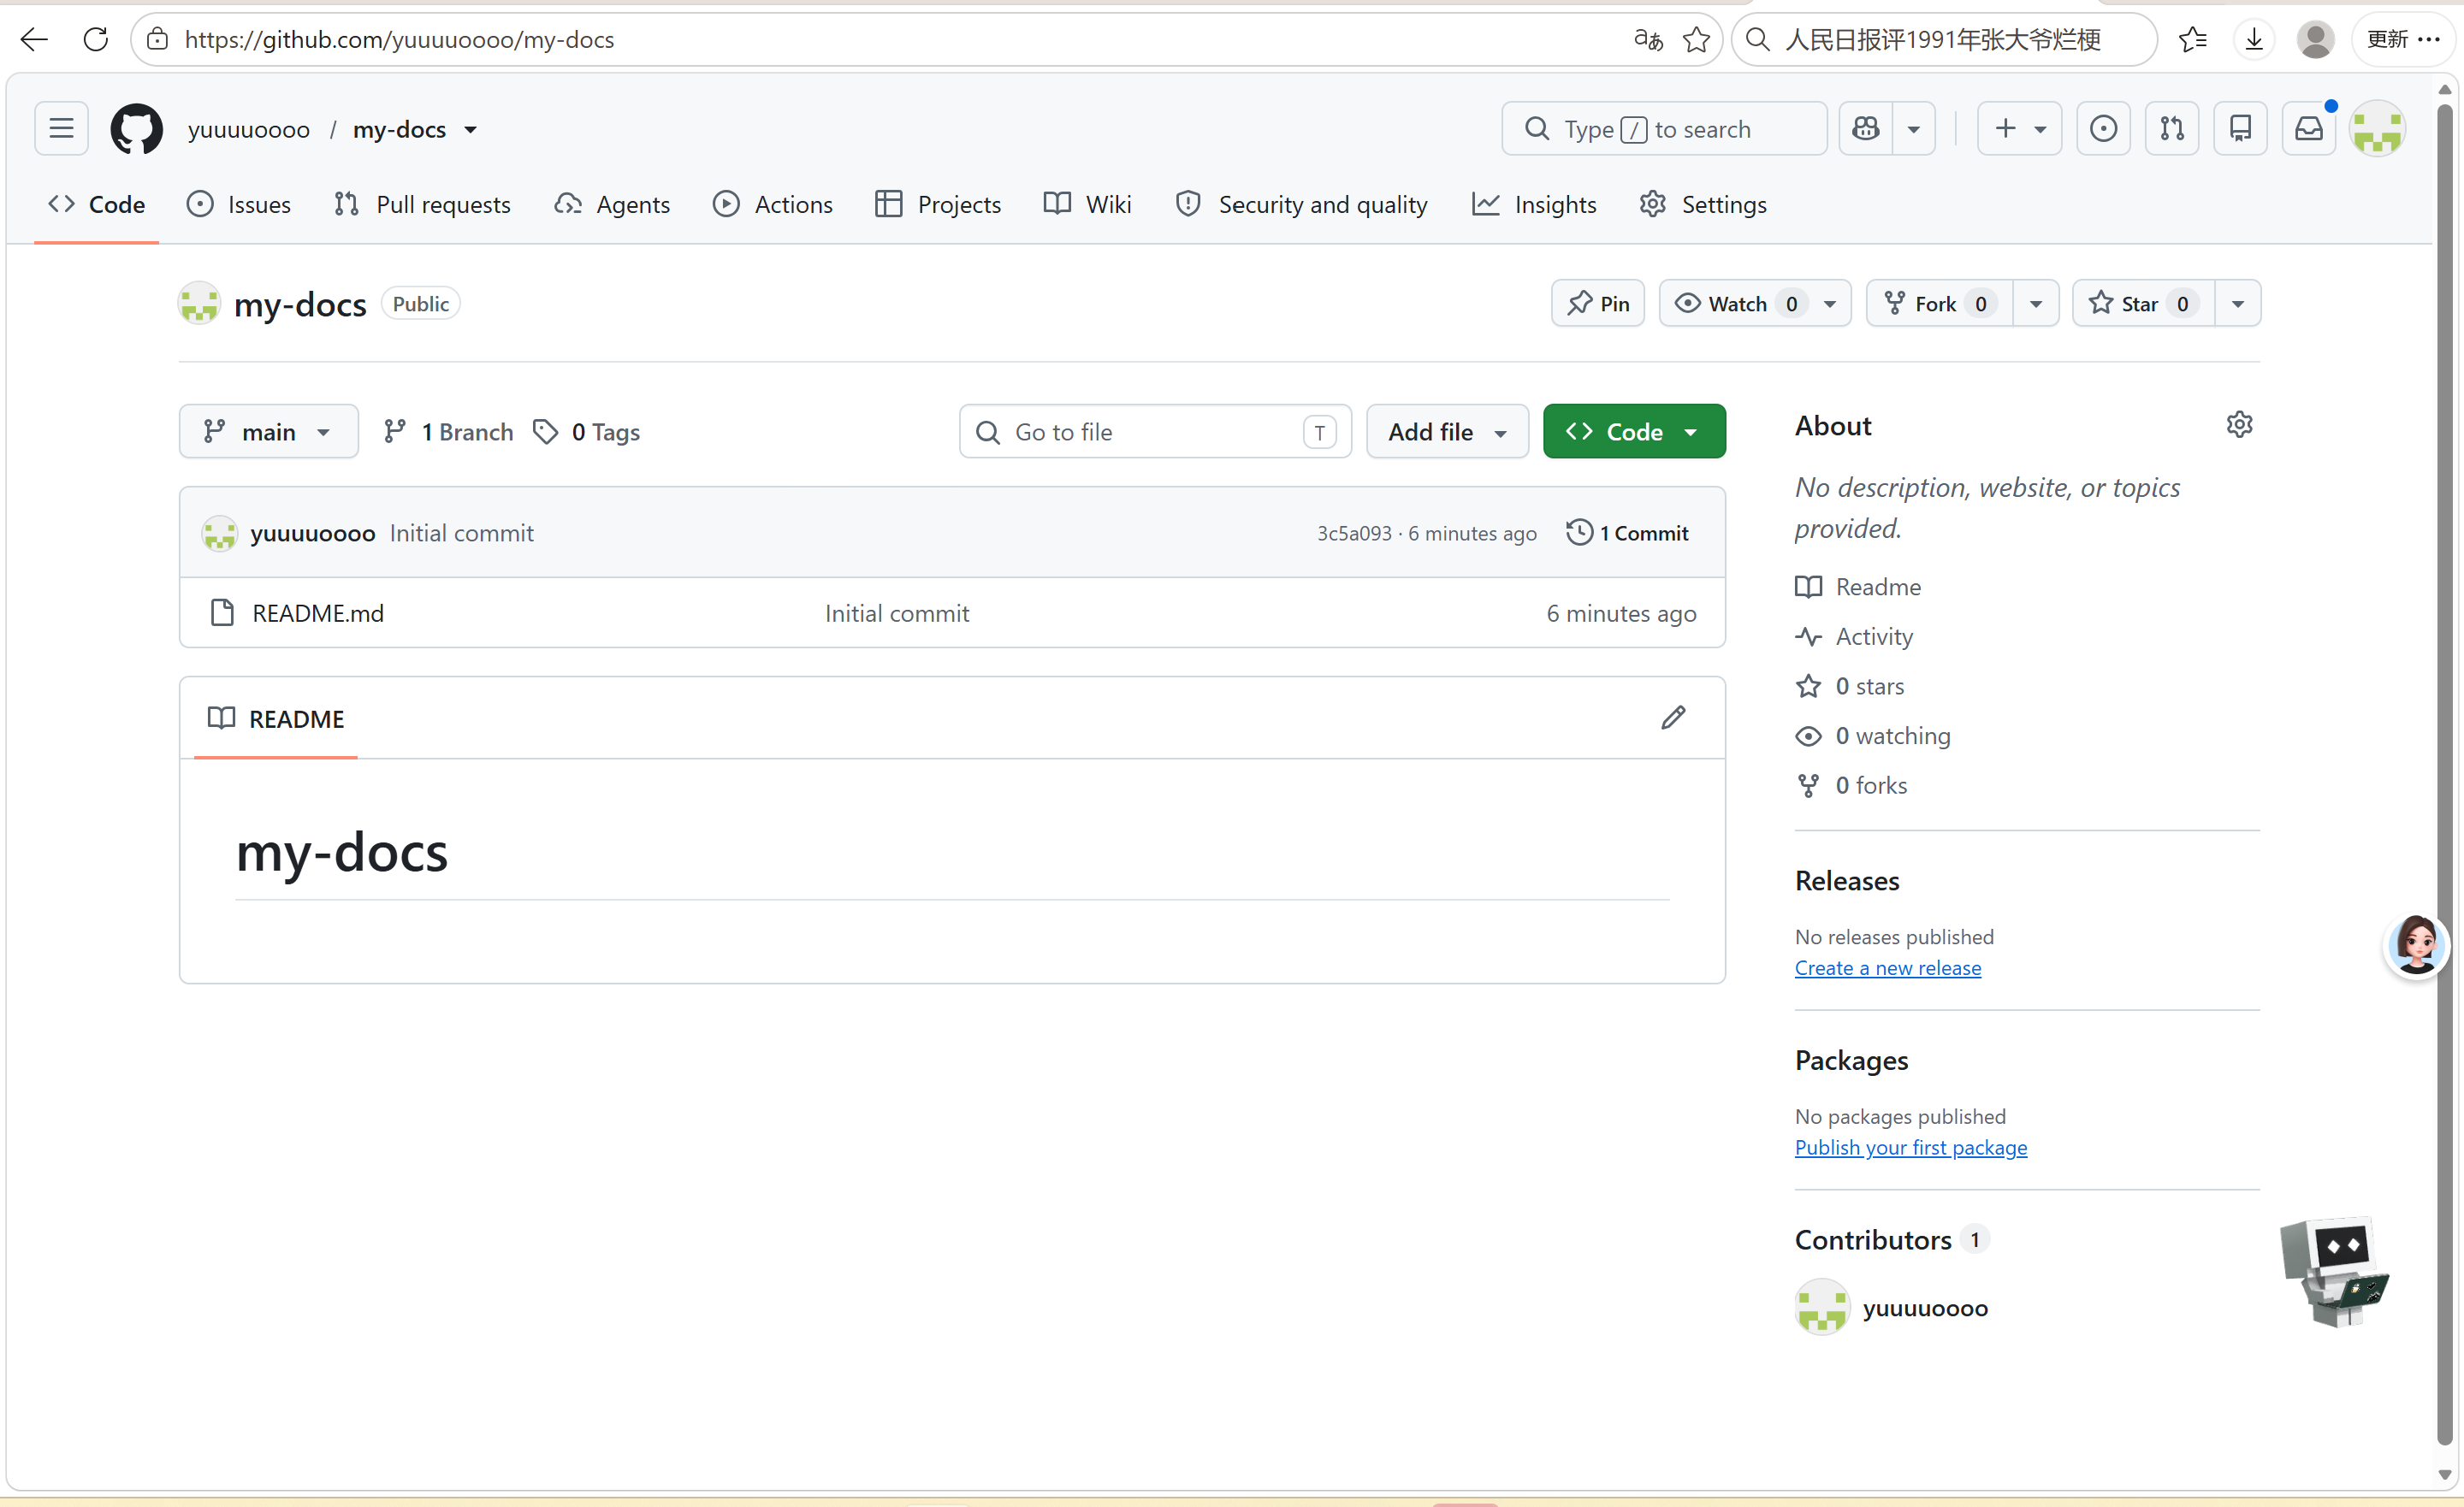 https://github.com/yuuuuoooo/my-docs
人民日报评1991年张大爷烂梗
更新
yuuuuoooo / my-docs
Type / to search
Code Issues Pull requests Agents Actions Projects Wiki Security and quality Insights Settings
my-docs Public
Pin Watch 0 Fork 0 Star 0
main 1 Branch 0 Tags
Go to file T Add file Code
yuuuuoooo Initial commit 3c5a093 · 6 minutes ago 1 Commit
README.md Initial commit 6 minutes ago
README
my-docs
About
No description, website, or topics
provided.
Readme
Activity
0 stars
0 watching
0 forks
Releases
No releases published
Create a new release
Packages
No packages published
Publish your first package
Contributors 1
yuuuuoooo